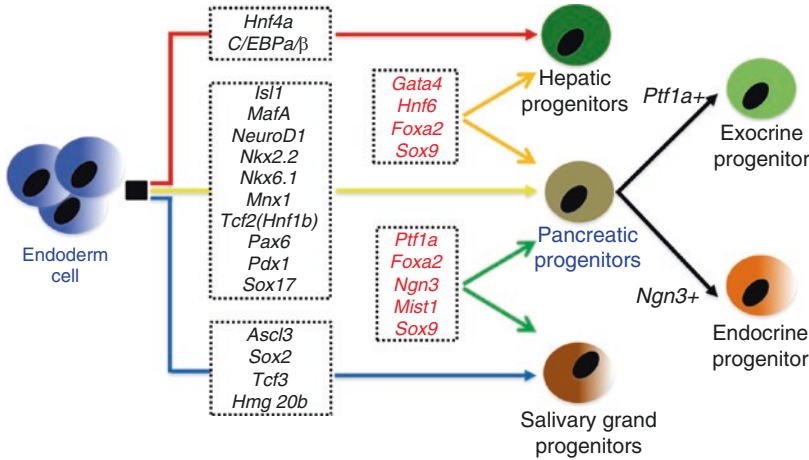 Hnf4a
C/EBPa/β
Hepatic
progenitors
Isl1
MafA
NeuroD1
Nkx2.2
Nkx6.1
Mnx1
Tcf2(Hnf1b)
Pax6
Pdx1
Sox17
Gata4
Hnf6
Foxa2
Sox9
Ptf1a+
Exocrine
progenitor
Endoderm
cell
Pancreatic
progenitors
Ptf1a
Foxa2
Ngn3
Mist1
Sox9
Ngn3+
Endocrine
progenitor
Ascl3
Sox2
Tcf3
Hmg 20b
Salivary grand
progenitors